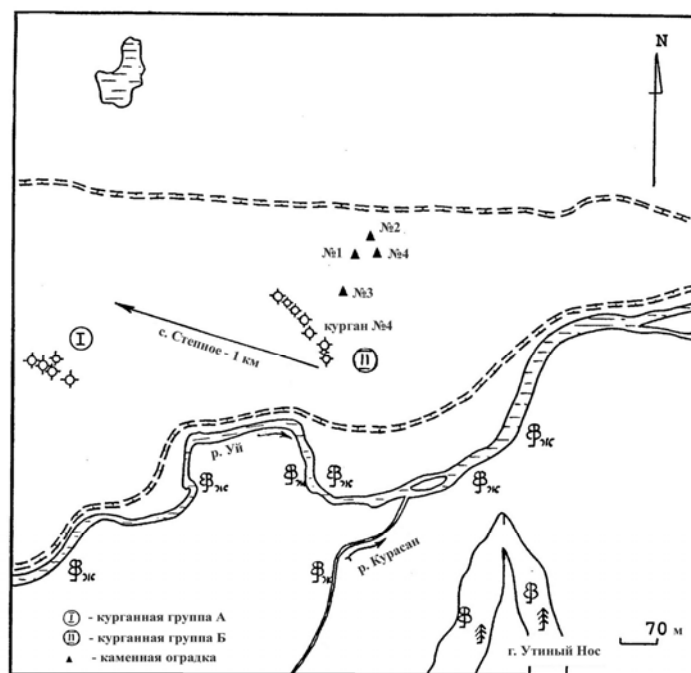 N
№2
№1
№4
№3
курган №4
с. Степное - 1 км
I
II
р. Уй
ж
ж
ж
ж
ж
ж
ж
р. Курасан
I - курганная группа А
II - курганная группа Б
- каменная оградка
г. Утиный Нос
70 м